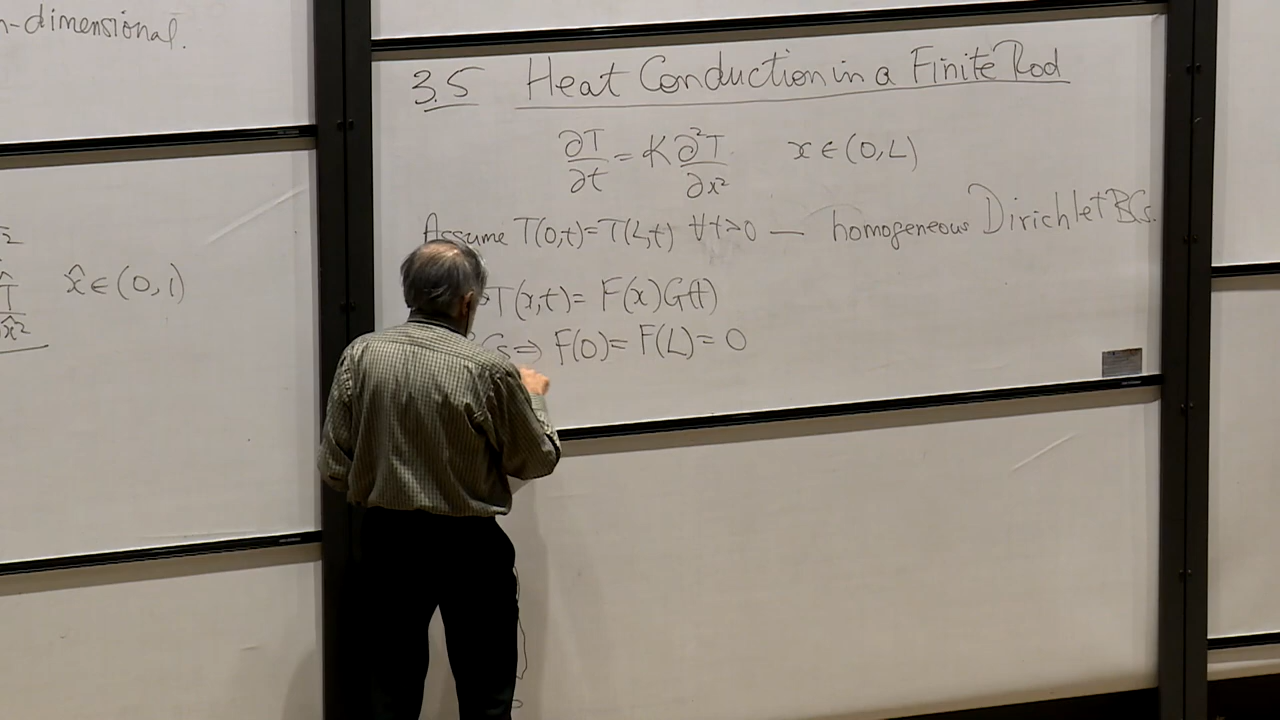 n-dimensional.
x̂ ∈ (0,1)
3.5 Heat Conduction in a Finite Rod
∂T/∂t = K ∂²T/∂x² x ∈ (0,L)
Assume T(0,t) = T(L,t) ∀t>0 — homogeneous Dirichlet BCs.
T(x,t) = F(x)G(t)
⇒ F(0) = F(L) = 0